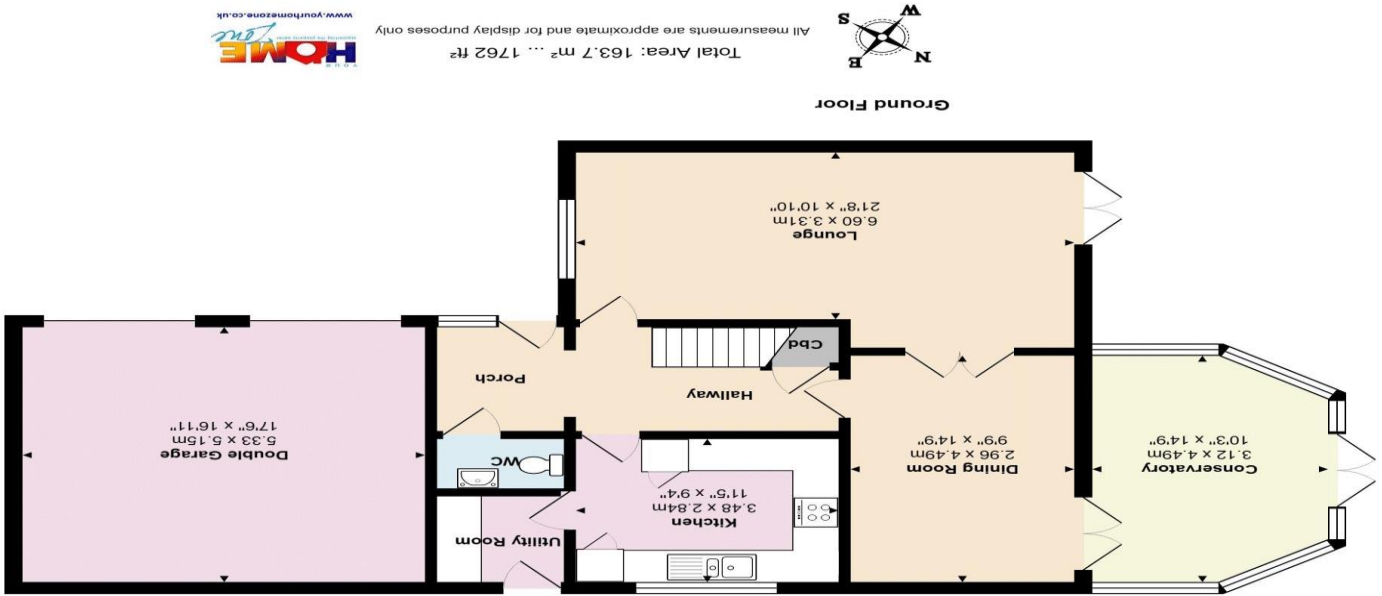 Utility Room
Kitchen
3.48 x 2.84m
11'5" x 9'4"
Conservatory
3.12 x 4.49m
10'3" x 14'9"
Dining Room
2.96 x 4.49m
9'9" x 14'9"
WC
Double Garage
5.33 x 5.15m
17'6" x 16'11"
Hallway
Porch
Cbd
Lounge
6.60 x 3.31m
21'8" x 10'10"
Ground Floor
N
E
W
S
Total Area: 163.7 m² ... 1762 ft²
All measurements are approximate and for display purposes only
YOUR
HOME
Zone
www.yourhomezone.co.uk